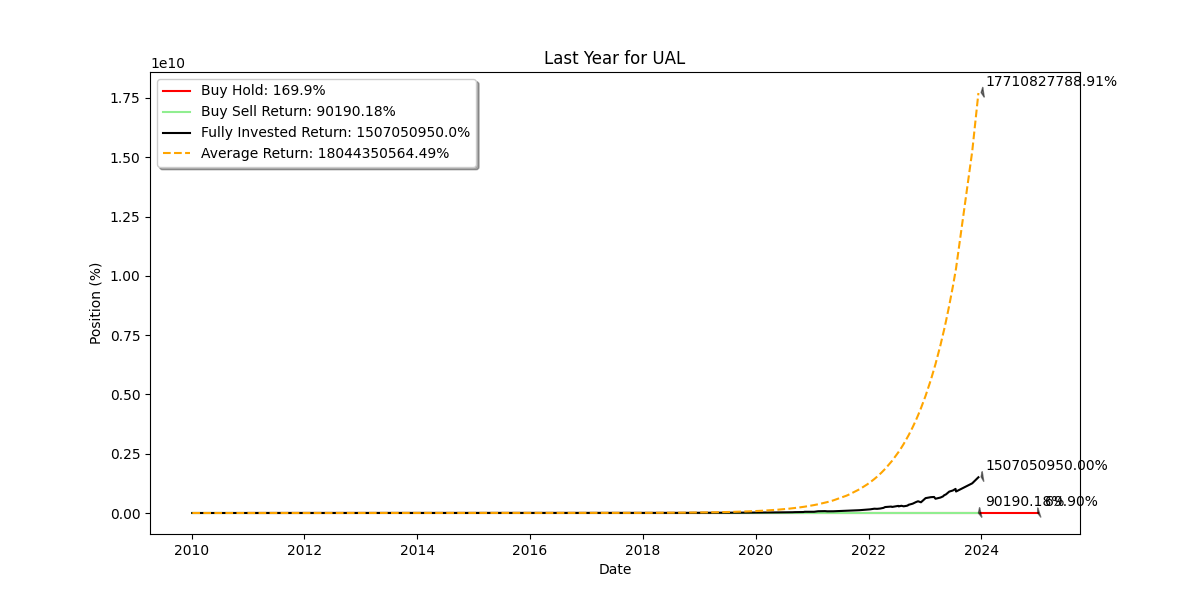 Last Year for UAL
1e10
Buy Hold: 169.9%
Buy Sell Return: 90190.18%
Fully Invested Return: 1507050950.0%
Average Return: 18044350564.49%
17710827788.91%
1507050950.00%
90190.18%
1.75
1.50
1.25
1.00
0.75
0.50
0.25
0.00
Position (%)
2010 2012 2014 2016 2018 2020 2022 2024
Date